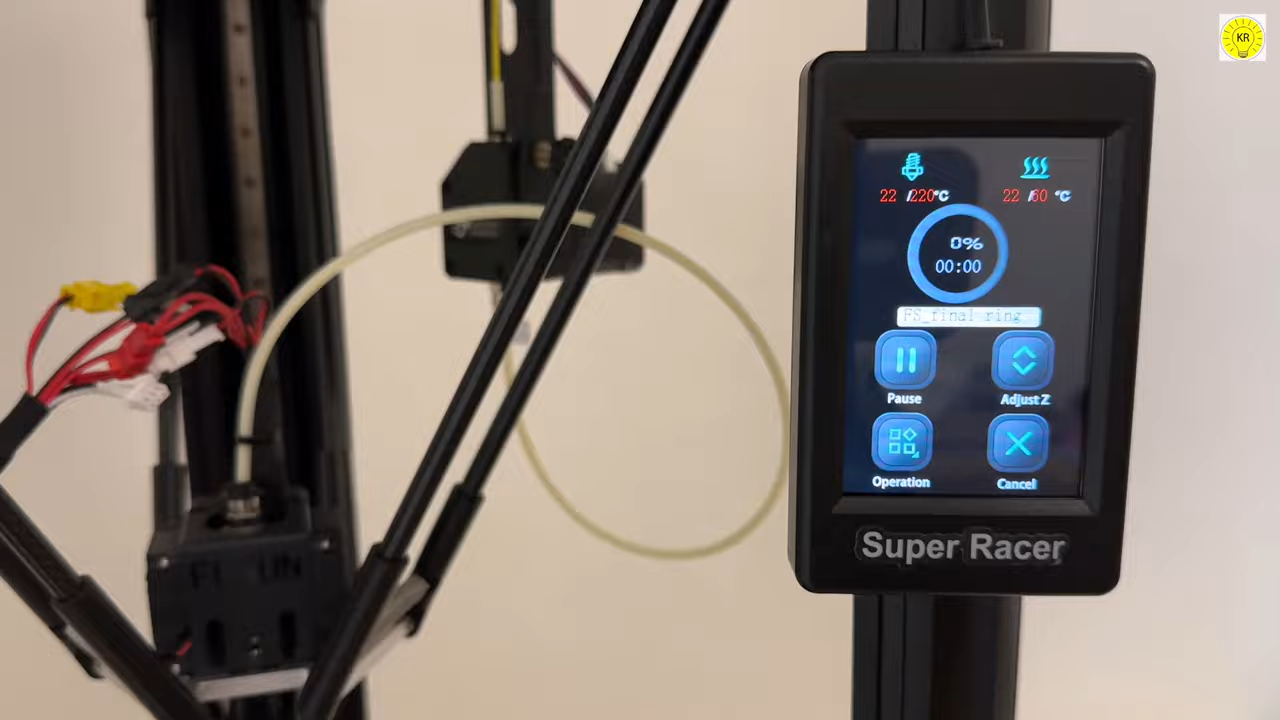 KR
22 /220°C
22 /60 °C
0%
00:00
FS_final ring
Pause
Adjust Z
Operation
Cancel
Super Racer